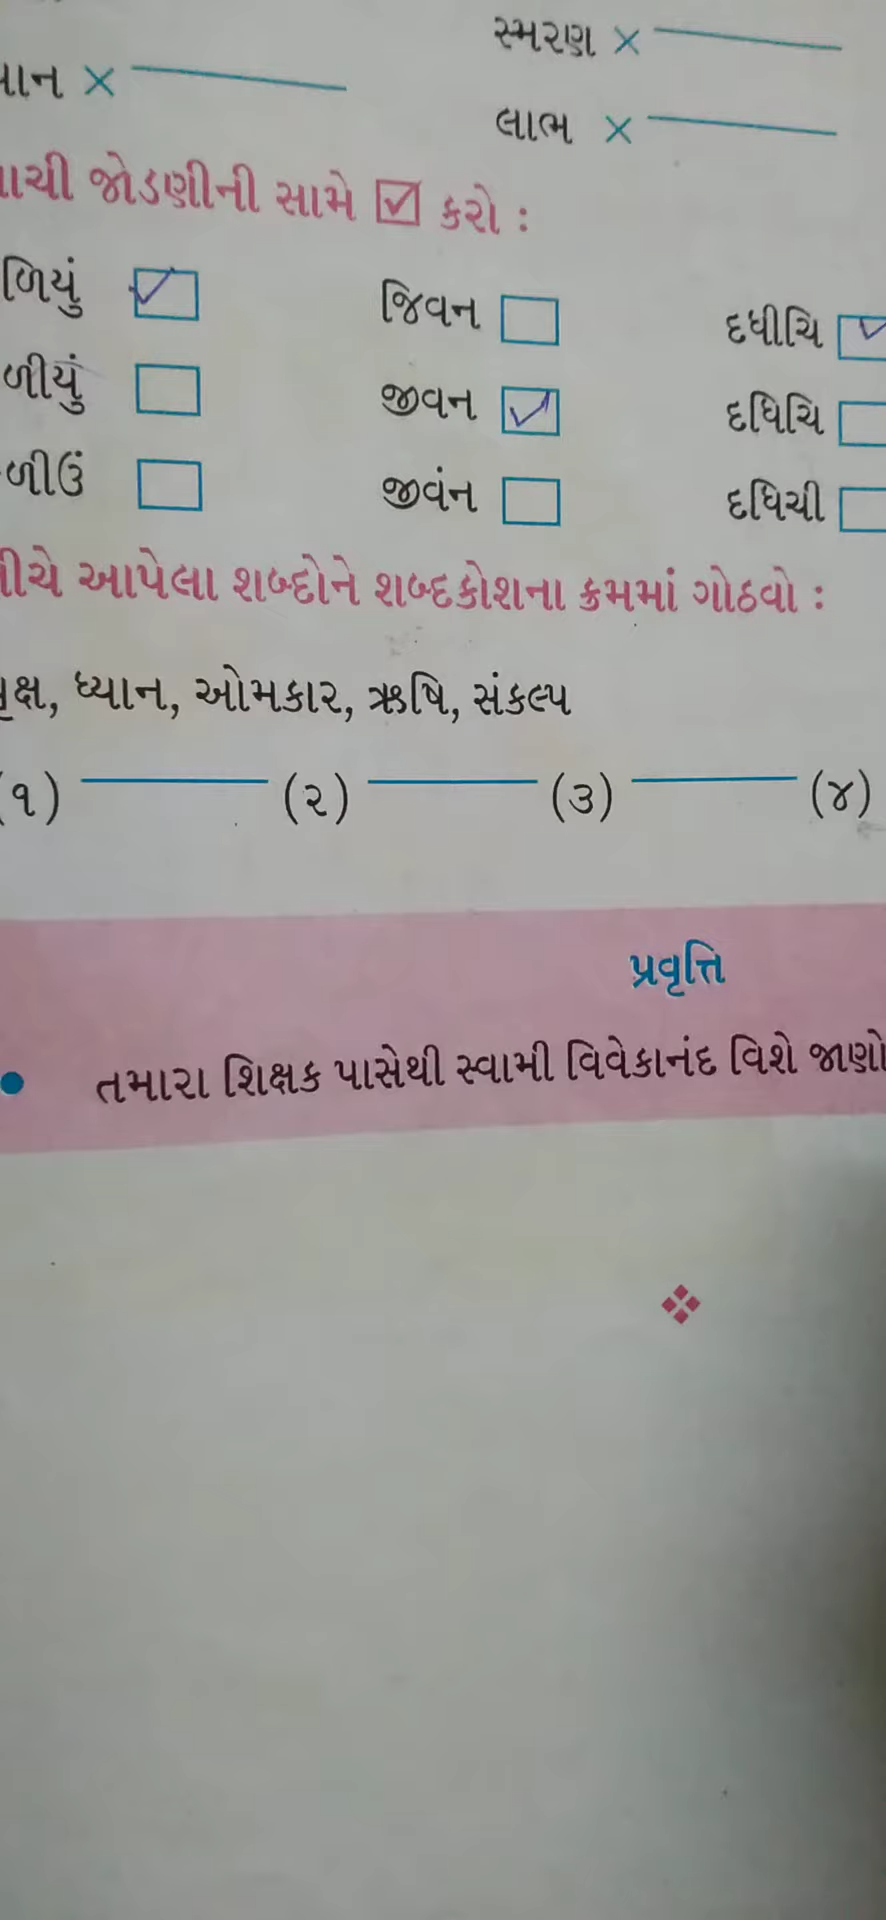 સ્મરણ ×
×
લાભ ×
જોડણીની સામે ☑ કરો :
જિવન
દધીચિ
જીવન
દધિચિ
જીવંન
દધિચી
આપેલા શબ્દોને શબ્દકોશના ક્રમમાં ગોઠવો :
ધ્યાન, ઓમકાર, ઋષિ, સંકલ્પ
(૧) (૨) (૩) (૪)
પ્રવૃત્તિ
• તમારા શિક્ષક પાસેથી સ્વામી વિવેકાનંદ વિશે જાણો